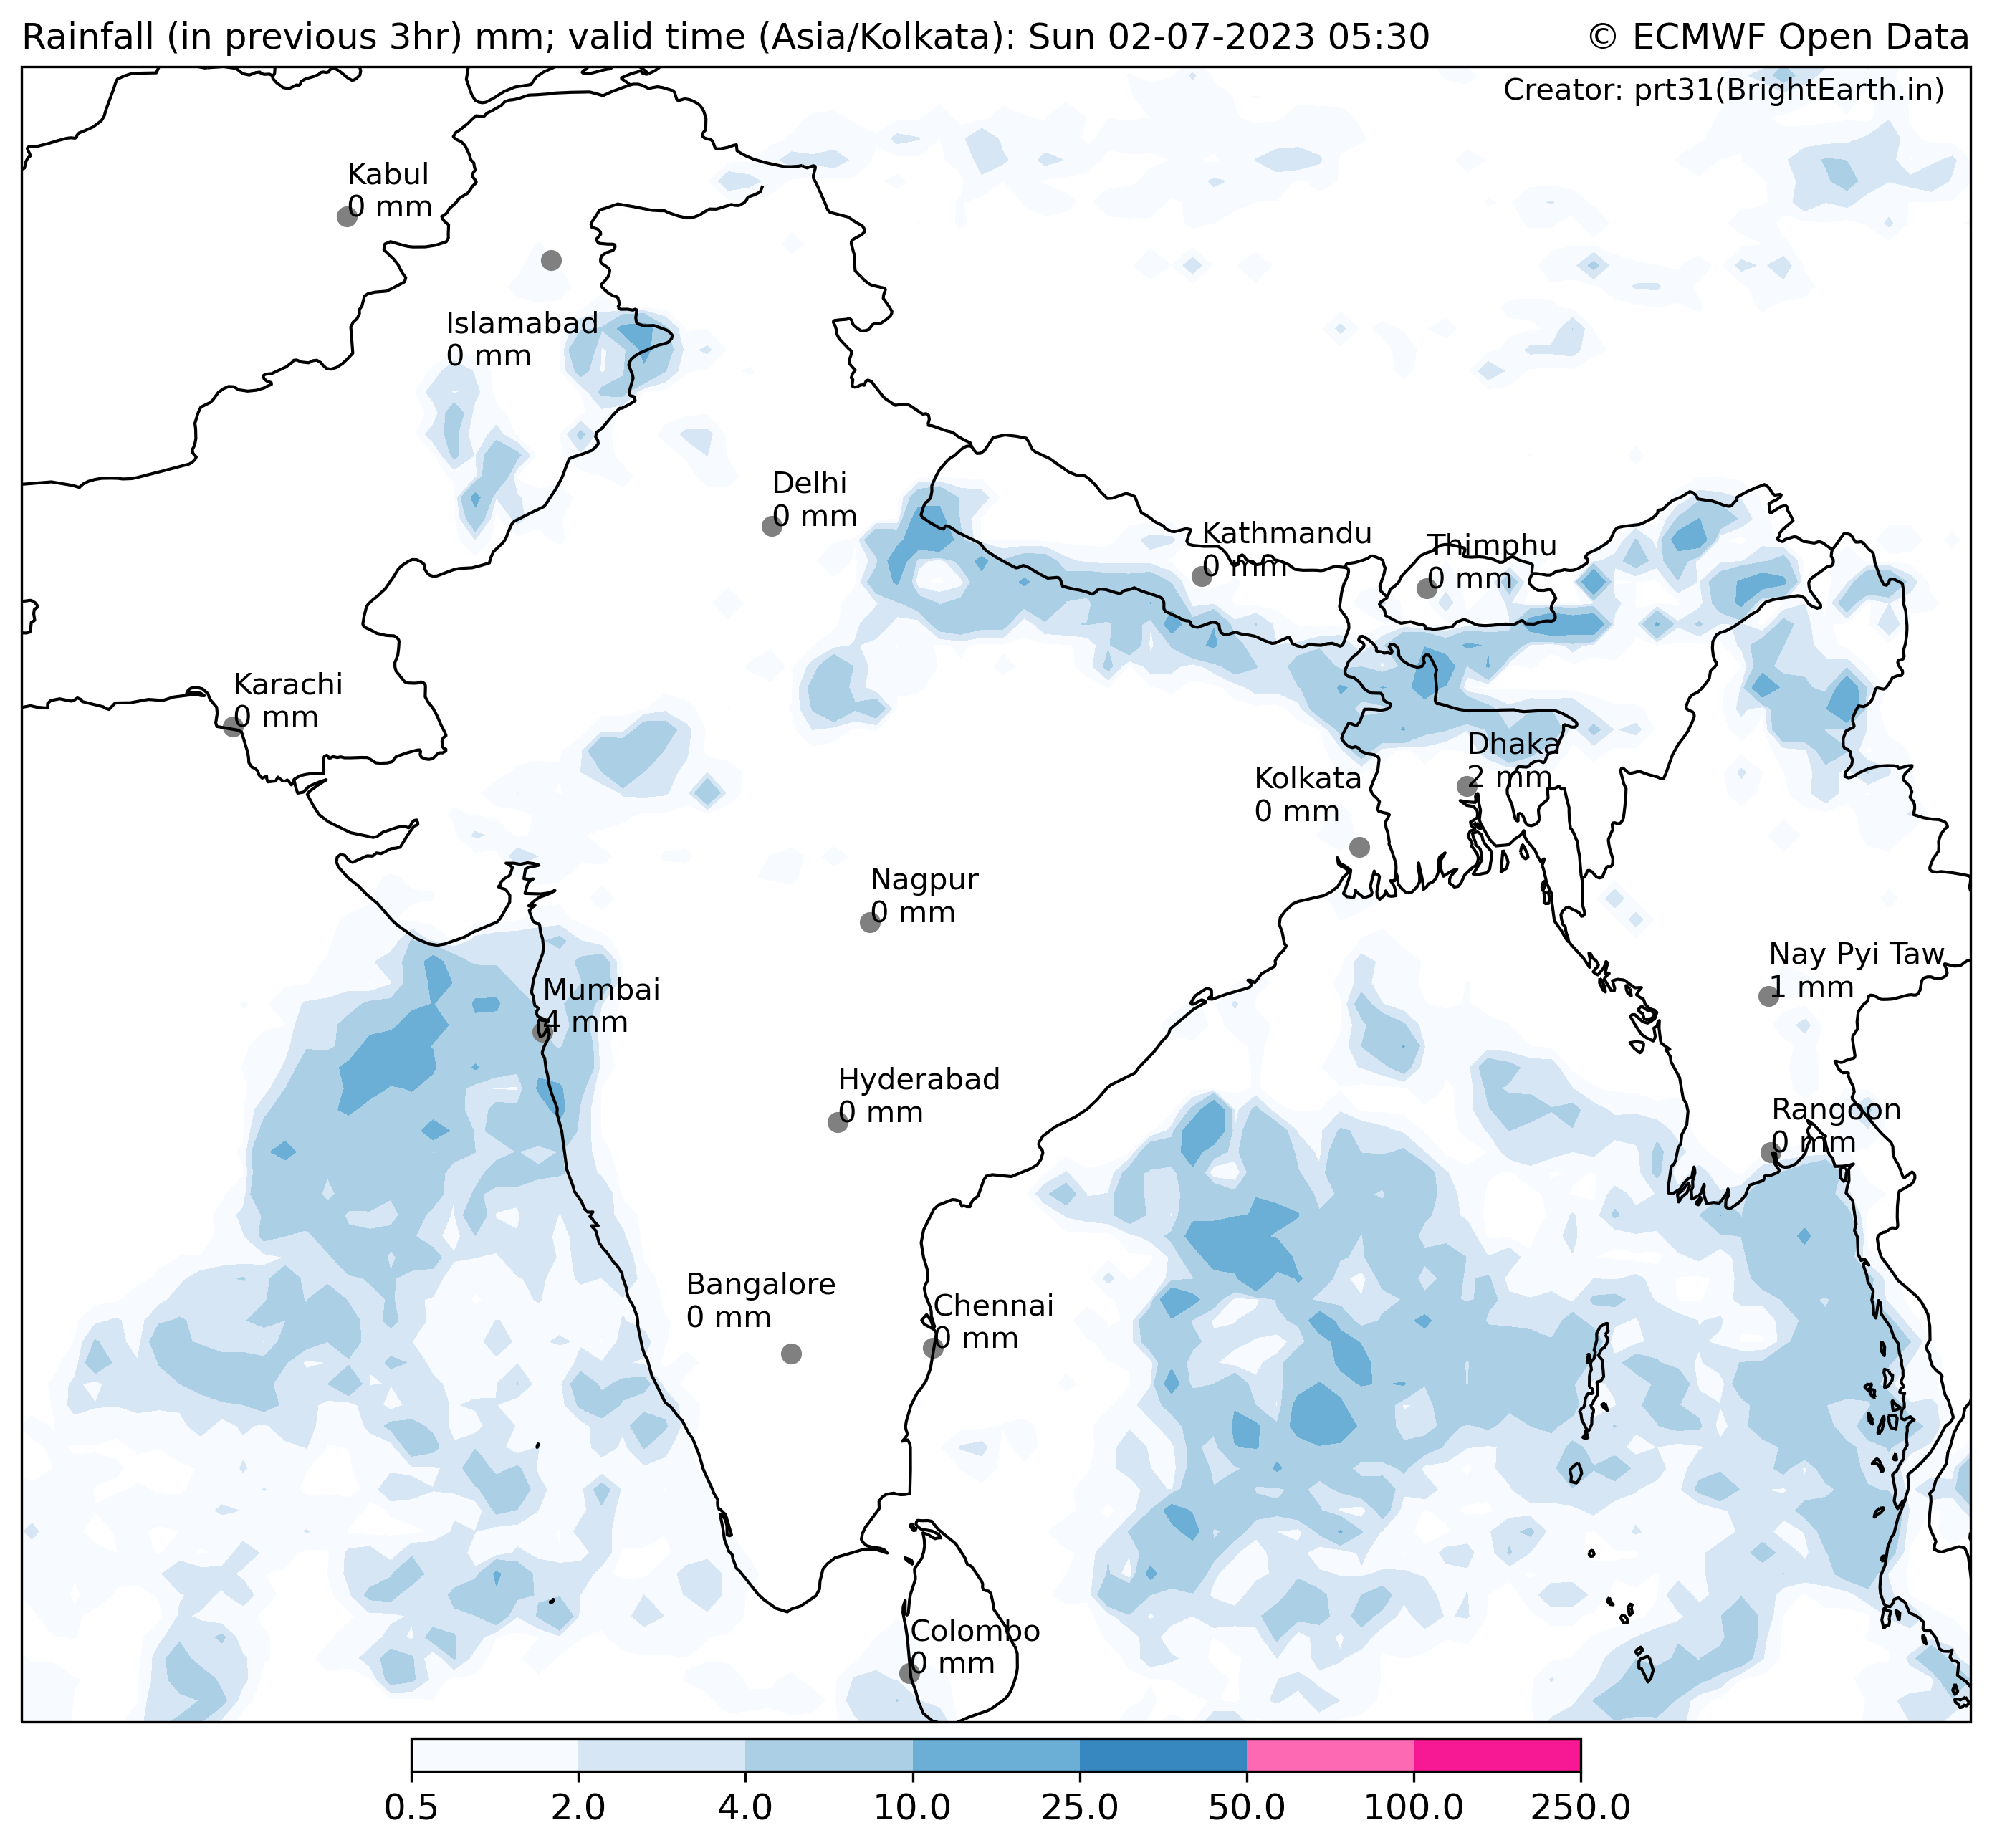 Rainfall (in previous 3hr) mm; valid time (Asia/Kolkata): Sun 02-07-2023 05:30
© ECMWF Open Data
Creator: prt31(BrightEarth.in)
Kabul
0 mm
Islamabad
0 mm
Delhi
0 mm
Kathmandu
0 mm
Thimphu
0 mm
Karachi
0 mm
Dhaka
2 mm
Kolkata
0 mm
Nagpur
0 mm
Nay Pyi Taw
1 mm
Mumbai
4 mm
Hyderabad
0 mm
Rangoon
0 mm
Bangalore
0 mm
Chennai
0 mm
Colombo
0 mm
0.5 2.0 4.0 10.0 25.0 50.0 100.0 250.0